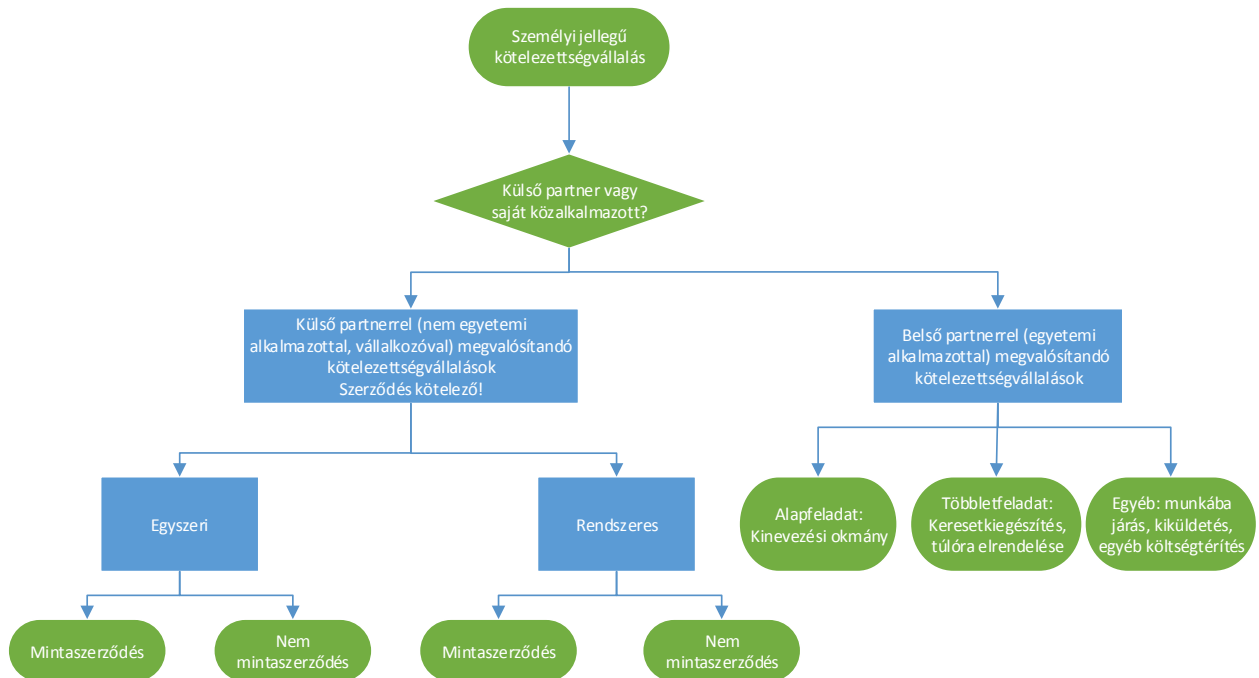 Személyi jellegű
kötelezettségvállalás
Külső partner vagy
saját közalkalmazott?
Külső partnerrel (nem egyetemi
alkalmazottal, vállalkozóval) megvalósítandó
kötelezettségvállalások
Szerződés kötelező!
Belső partnerrel (egyetemi
alkalmazottal) megvalósítandó
kötelezettségvállalások
Egyszeri
Rendszeres
Alapfeladat:
Kinevezési okmány
Többletfeladat:
Keresetkiegészítés,
túlóra elrendelése
Egyéb: munkába
járás, kiküldetés,
egyéb költségtérítés
Mintaszerződés
Nem
mintaszerződés
Mintaszerződés
Nem
mintaszerződés